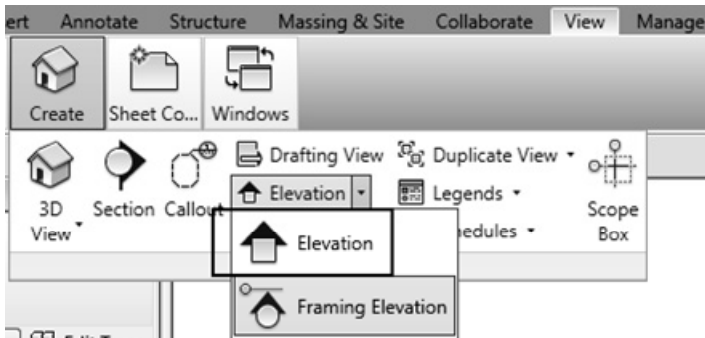 ert Annotate Structure Massing & Site Collaborate View Manage
Create Sheet Co... Windows
Drafting View Duplicate View
Elevation Legends
3D View Section Callout
edules Scope Box
Elevation
Framing Elevation